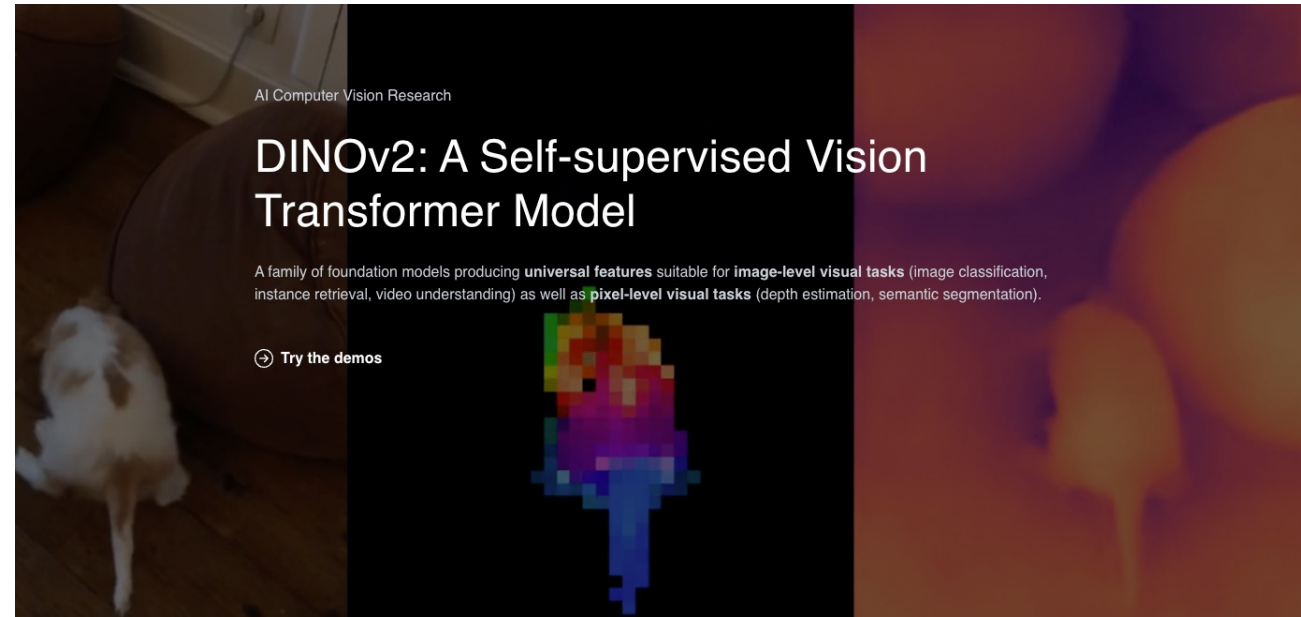 AI Computer Vision Research
DINOv2: A Self-supervised Vision
Transformer Model
A family of foundation models producing universal features suitable for image-level visual tasks (image classification,
instance retrieval, video understanding) as well as pixel-level visual tasks (depth estimation, semantic segmentation).
Try the demos